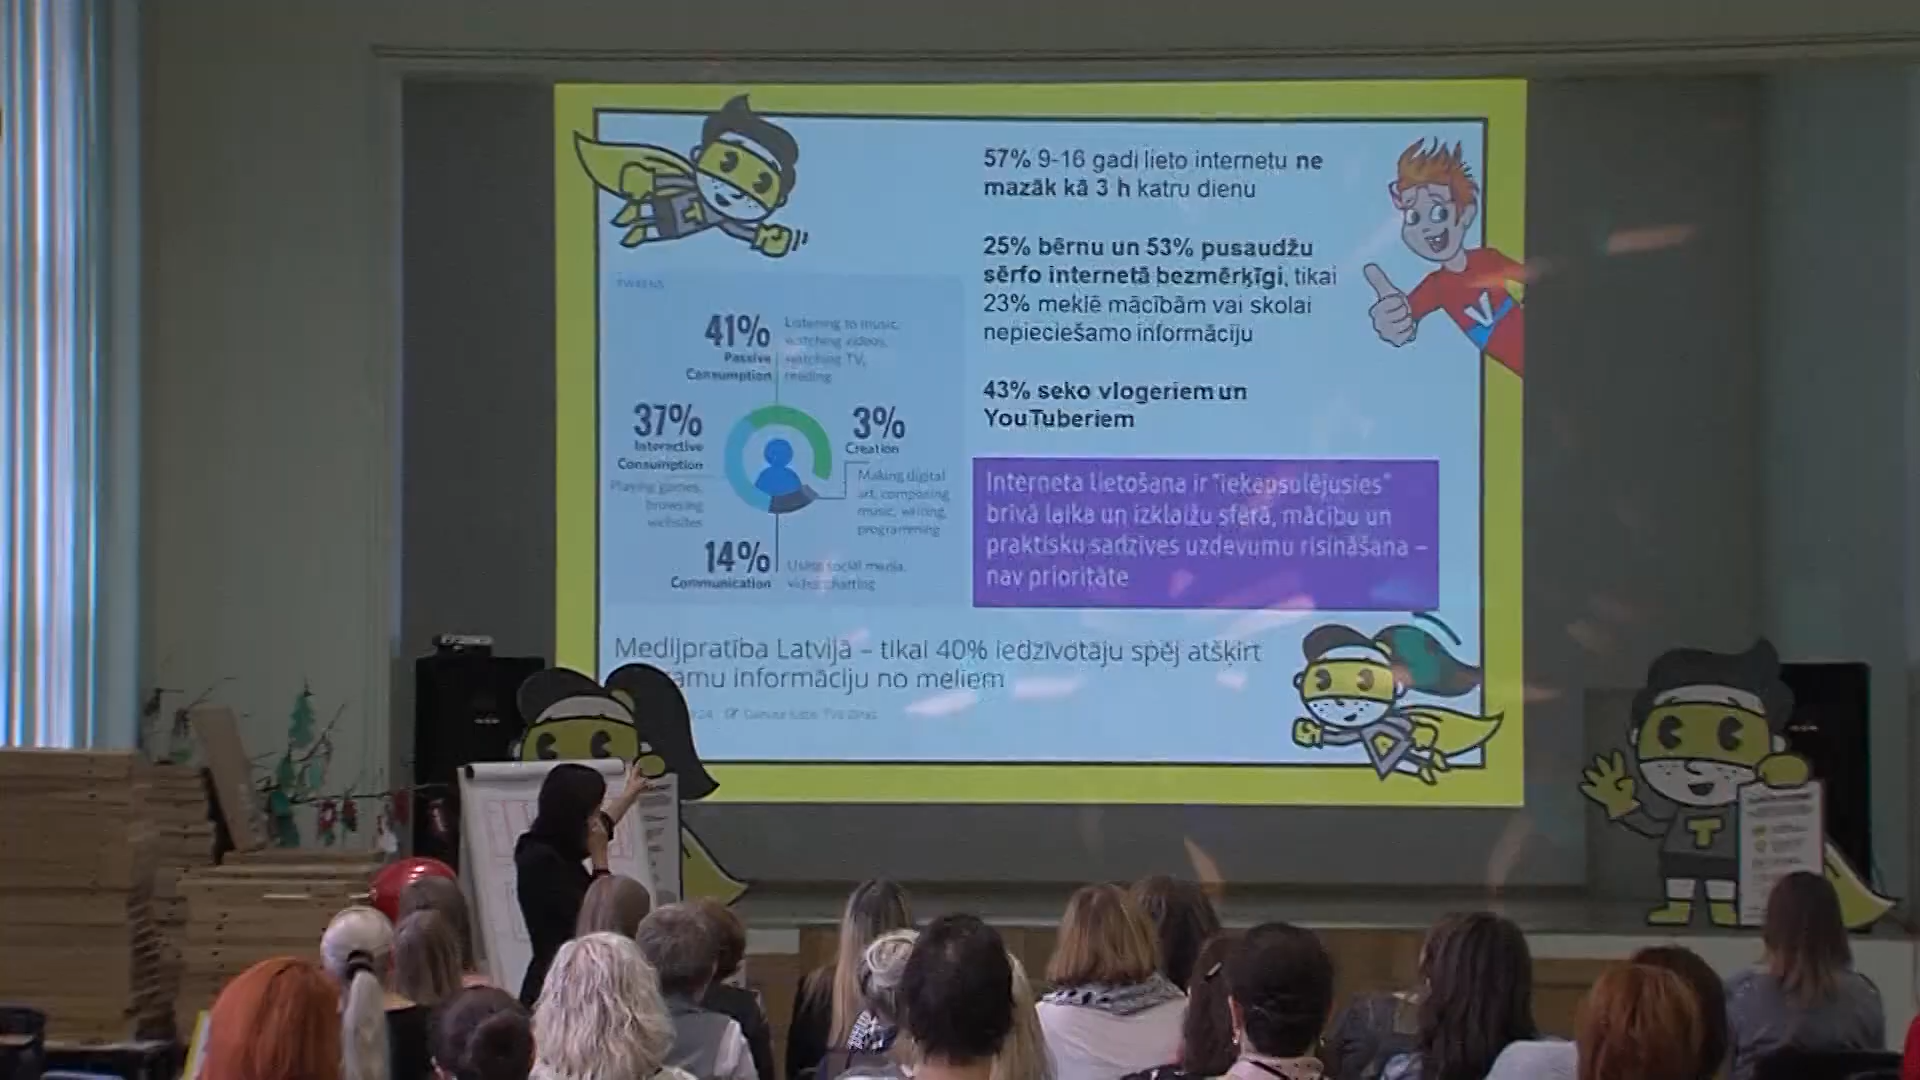 57% 9-16 gadi lieto internetu ne
mazāk kā 3 h katru dienu
25% bērnu un 53% pusaudžu
sērfo internetā bezmērķīgi, tikai
23% meklē mācībām vai skolai
nepieciešamo informāciju
43% seko vlogeriem un
YouTuberiem
TWEENS
41%
Passive
Consumption
Listening to music,
watching videos,
watching TV,
reading
37%
Interactive
Consumption
Playing games,
browsing
websites
3%
Creation
Making digital
art, composing
music, writing,
programming
14%
Communication
Using social media,
video chatting
Interneta lietošana ir "iekapsulējusies"
brīvā laika un izklaižu sfērā, mācību un
praktisku sadzīves uzdevumu risināšana –
nav prioritāte
Medijpratība Latvijā – tikai 40% iedzīvotāju spēj atšķirt
amu informāciju no meliem
T
V
T